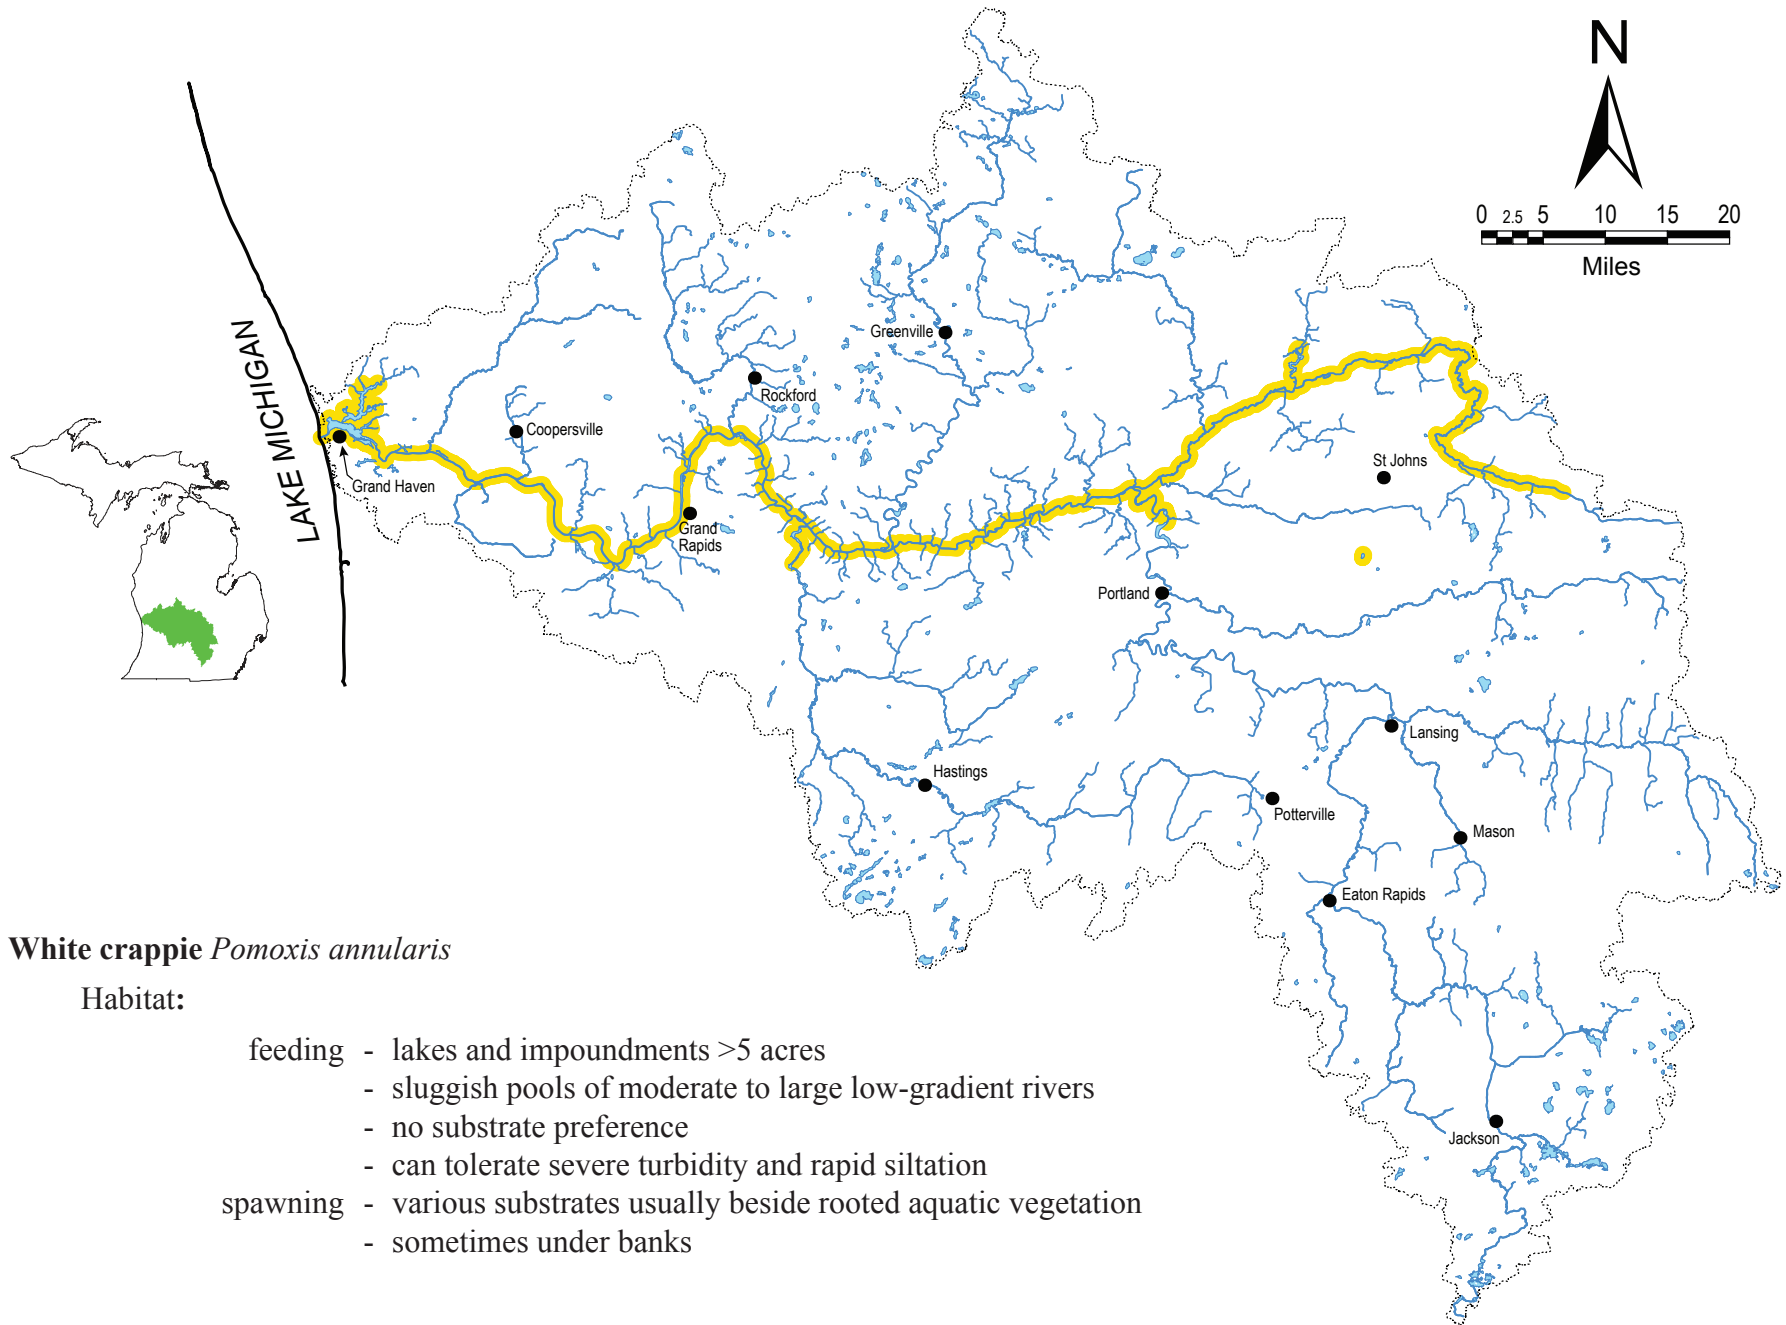 N
0 2.5 5 10 15 20
Miles
LAKE MICHIGAN
Greenville
Rockford
Coopersville
Grand Haven
St Johns
Grand
Rapids
Portland
Lansing
Hastings
Potterville
Mason
Eaton Rapids
Jackson
White crappie Pomoxis annularis
Habitat:
feeding - lakes and impoundments >5 acres
- sluggish pools of moderate to large low-gradient rivers
- no substrate preference
- can tolerate severe turbidity and rapid siltation
spawning - various substrates usually beside rooted aquatic vegetation
- sometimes under banks